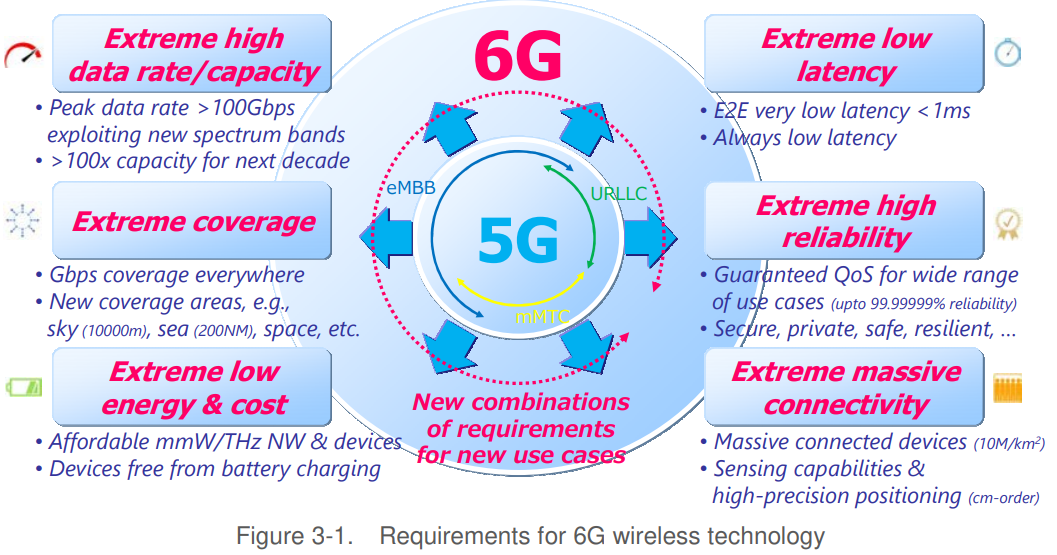 Extreme high
data rate/capacity
• Peak data rate >100Gbps
exploiting new spectrum bands
• >100x capacity for next decade
Extreme coverage
• Gbps coverage everywhere
• New coverage areas, e.g.,
sky (10000m), sea (200NM), space, etc.
Extreme low
energy & cost
• Affordable mmW/THz NW & devices
• Devices free from battery charging
6G
eMBB
URLLC
5G
mMTC
New combinations
of requirements
for new use cases
Extreme low
latency
• E2E very low latency <1ms
• Always low latency
Extreme high
reliability
• Guaranteed QoS for wide range
of use cases (upto 99.99999% reliability)
• Secure, private, safe, resilient, ...
Extreme massive
connectivity
• Massive connected devices (10M/km²)
• Sensing capabilities &
high-precision positioning (cm-order)
Figure 3-1. Requirements for 6G wireless technology